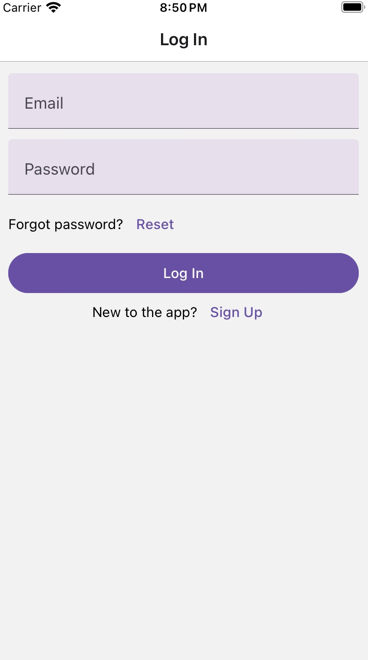 Carrier 8:50 PM
Log In
Email
Password
Forgot password? Reset
Log In
New to the app? Sign Up